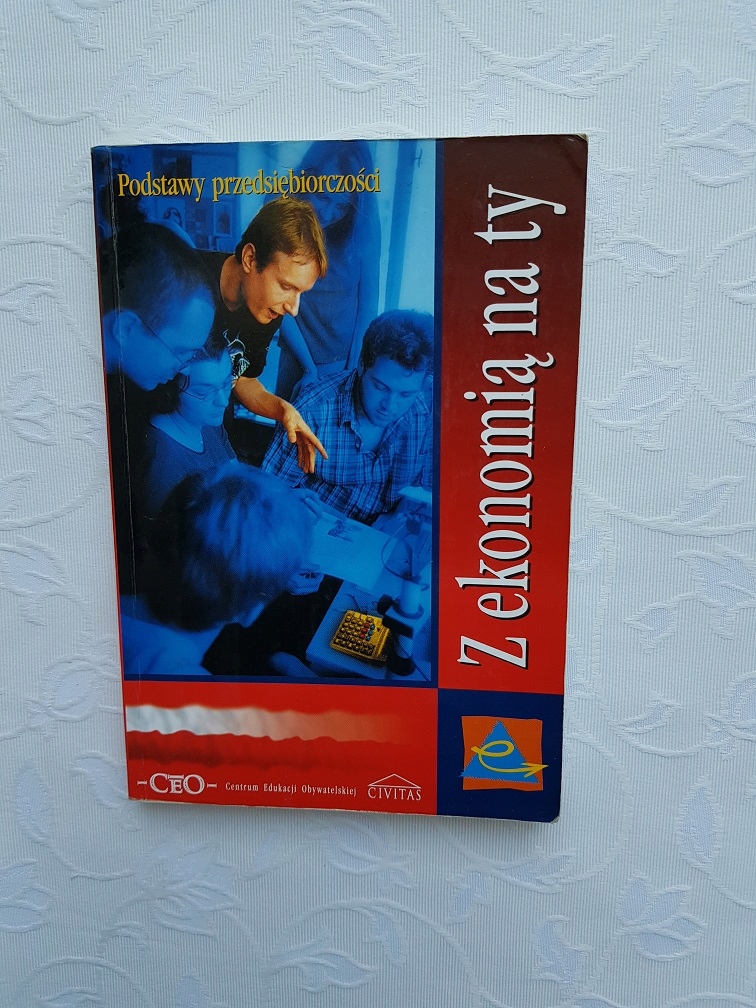 Podstawy przedsiębiorczości
Z ekonomią na ty
e
CEO
Centrum Edukacji Obywatelskiej
CIVITAS